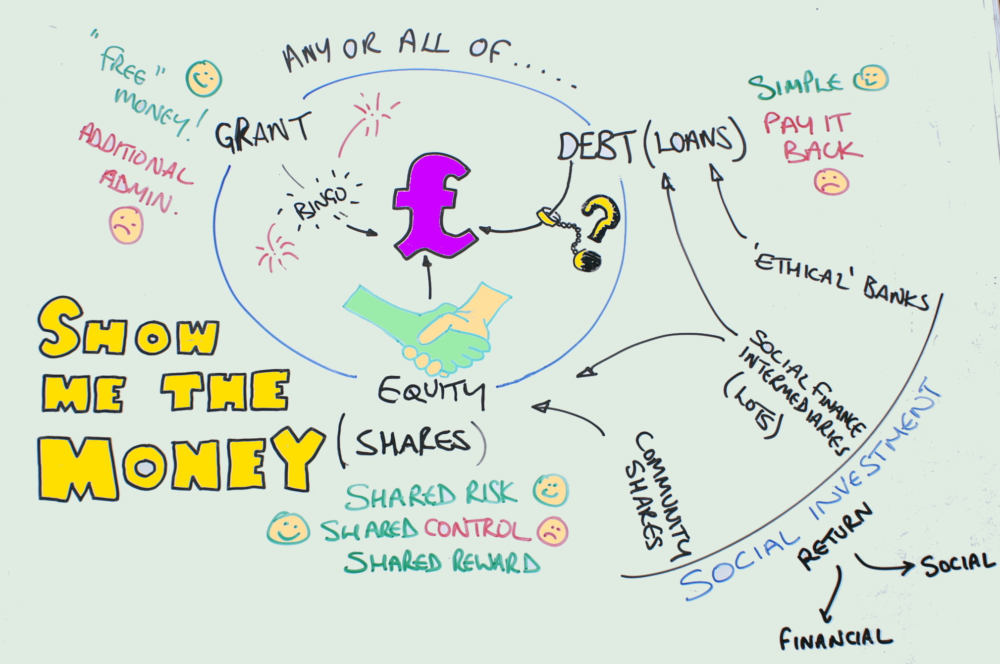 ANY OR ALL OF.....
"FREE"
MONEY!
ADDITIONAL
ADMIN.
GRANT
BINGO
£
DEBT (LOANS)
?
SIMPLE
PAY IT
BACK
'ETHICAL' BANKS
SOCIAL FINANCE
INTERMEDIARIES
(LOTS)
COMMUNITY
SHARES
SHOW
ME THE
MONEY
EQUITY
(SHARES)
SHARED RISK
SHARED CONTROL
SHARED REWARD
SOCIAL INVESTMENT
RETURN
SOCIAL
FINANCIAL